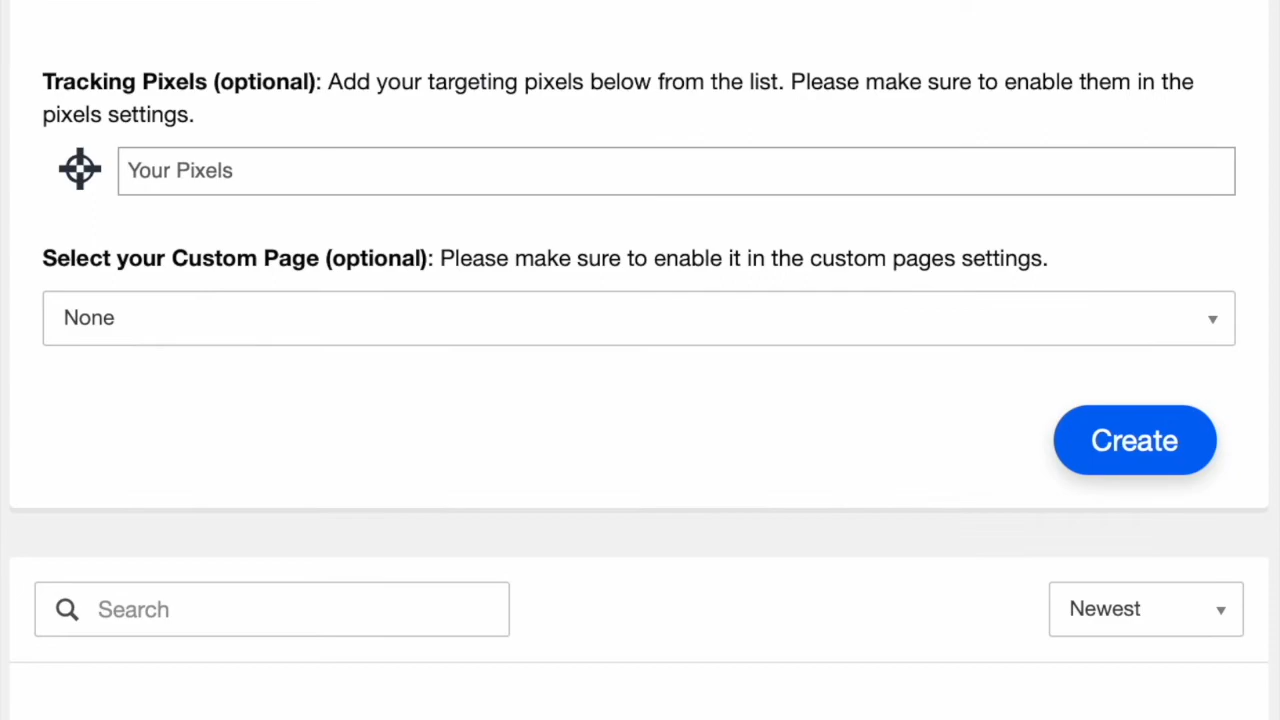 Tracking Pixels (optional): Add your targeting pixels below from the list. Please make sure to enable them in the
pixels settings.
Your Pixels
Select your Custom Page (optional): Please make sure to enable it in the custom pages settings.
None
Create
Search
Newest